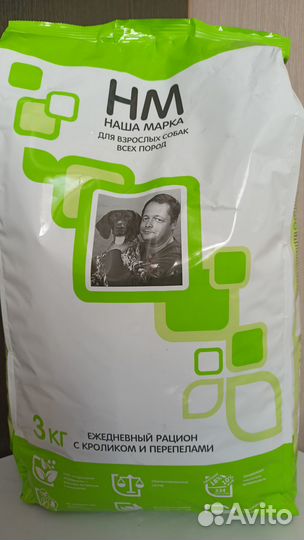 НМ
НАША МАРКА
ДЛЯ ВЗРОСЛЫХ СОБАК
ВСЕХ ПОРОД
3 КГ
ЕЖЕДНЕВНЫЙ РАЦИОН
С КРОЛИКОМ И ПЕРЕПЕЛАМИ
Avito